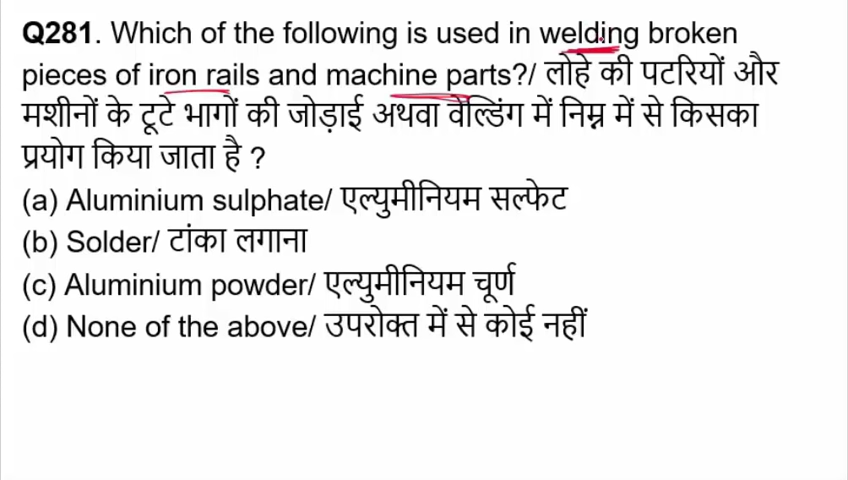 Q281. Which of the following is used in welding broken
pieces of iron rails and machine parts?/ लोहे की पटरियों और
मशीनों के टूटे भागों की जोड़ाई अथवा वेल्डिंग में निम्न में से किसका
प्रयोग किया जाता है ?
(a) Aluminium sulphate/ एल्युमीनियम सल्फेट
(b) Solder/ टांका लगाना
(c) Aluminium powder/ एल्युमीनियम चूर्ण
(d) None of the above/ उपरोक्त में से कोई नहीं